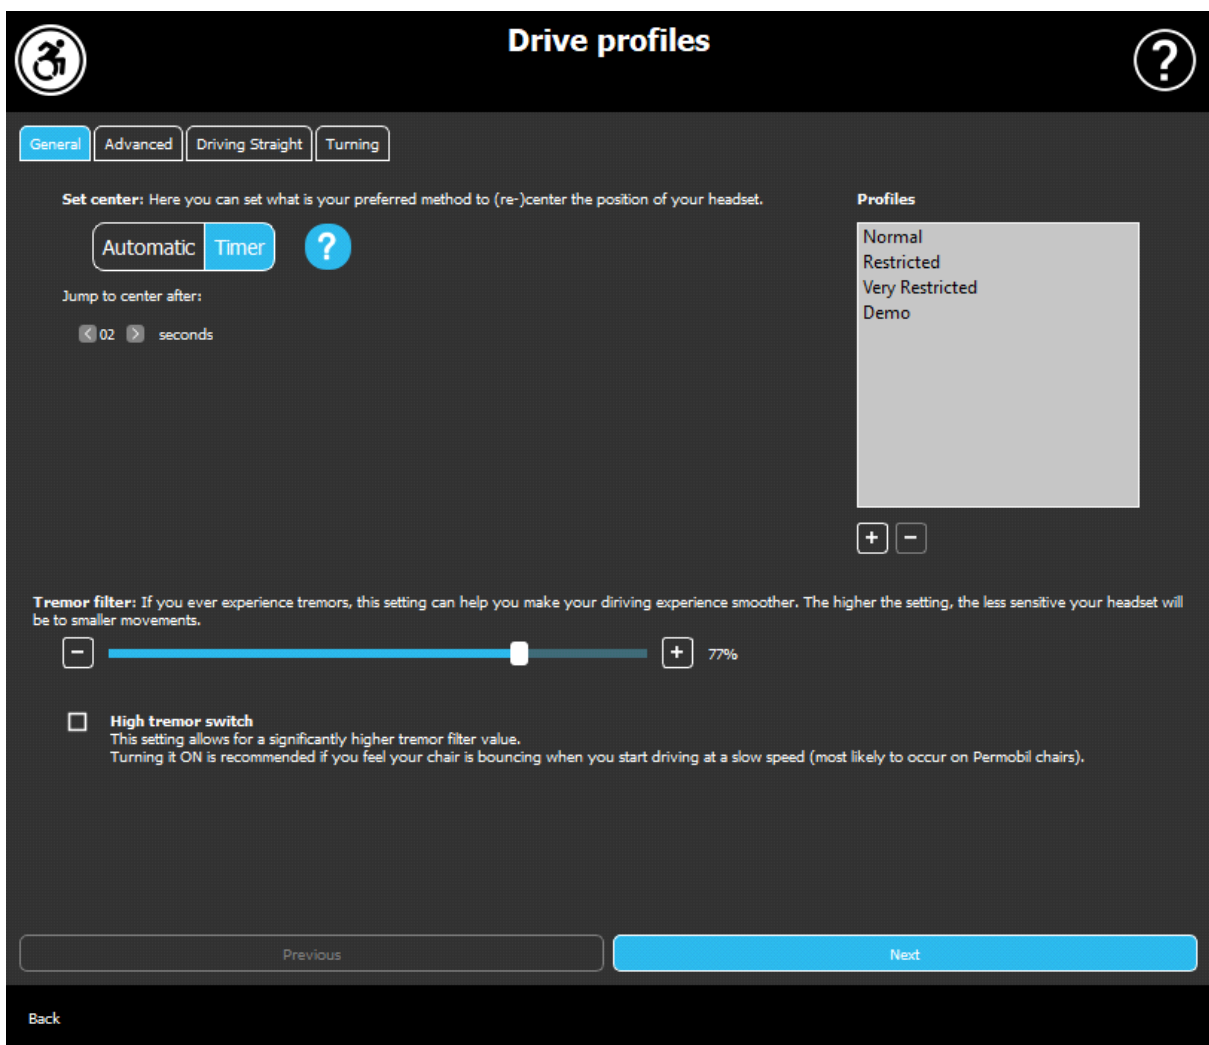 Drive profiles
?
General
Advanced
Driving Straight
Turning
Set center: Here you can set what is your preferred method to (re-)center the position of your headset.
Automatic
Timer
?
Jump to center after:
< 02 > seconds
Profiles
Normal
Restricted
Very Restricted
Demo
+ −
Tremor filter: If you ever experience tremors, this setting can help you make your diriving experience smoother. The higher the setting, the less sensitive your headset will
be to smaller movements.
− + 77%
High tremor switch
This setting allows for a significantly higher tremor filter value.
Turning it ON is recommended if you feel your chair is bouncing when you start driving at a slow speed (most likely to occur on Permobil chairs).
Previous
Next
Back